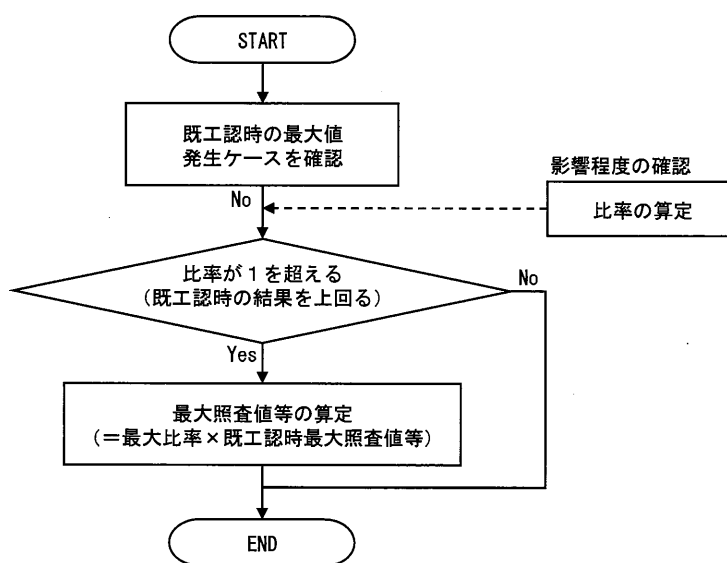 START
既工認時の最大値
発生ケースを確認
影響程度の確認
比率の算定
No
比率が1を超える
(既工認時の結果を上回る)
No
Yes
最大照査値等の算定
(=最大比率×既工認時最大照査値等)
END